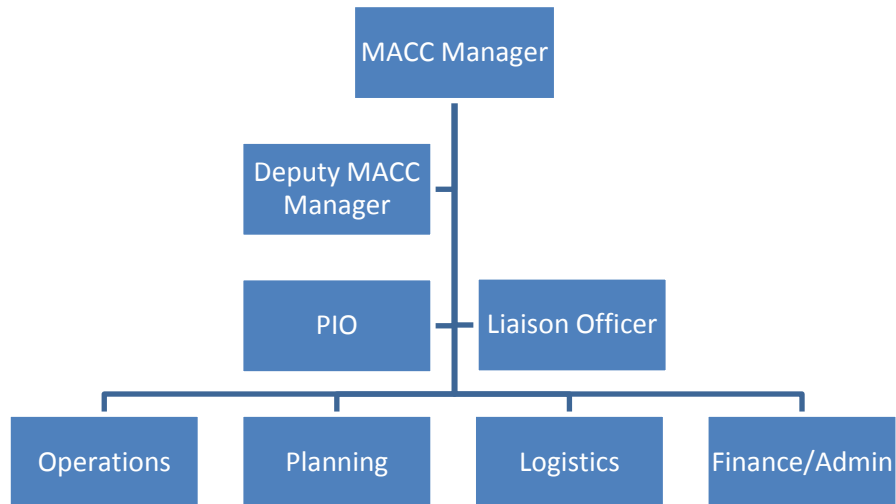 MACC Manager
Deputy MACC
Manager
PIO
Liaison Officer
Operations
Planning
Logistics
Finance/Admin